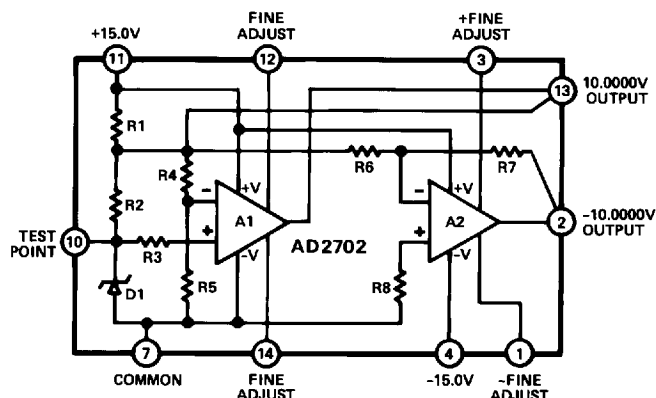 +15.0V
FINE
ADJUST
+FINE
ADJUST
11
12
3
13
10.0000V
OUTPUT
R1
R4
R6
R7
R2
−
+V
A1
+
−V
−
+V
A2
+
−V
2
−10.0000V
OUTPUT
TEST
POINT
10
R3
AD2702
D1
R5
R8
7
14
4
1
COMMON
FINE
ADJUST
−15.0V
~FINE
ADJUST